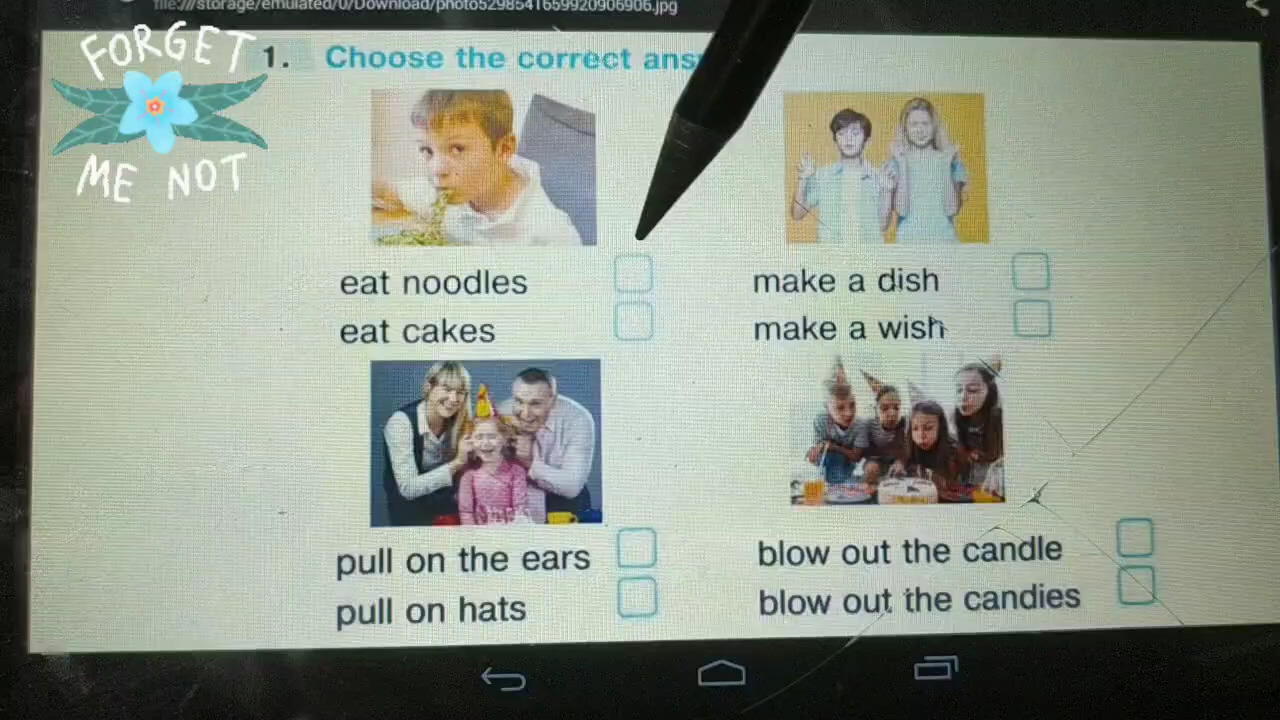 file:///storage/emulated/0/Download/photo5298541659920906906.jpg
FORGET
ME NOT
1. Choose the correct
eat noodles
eat cakes
make a dish
make a wish
pull on the ears
pull on hats
blow out the candle
blow out the candies